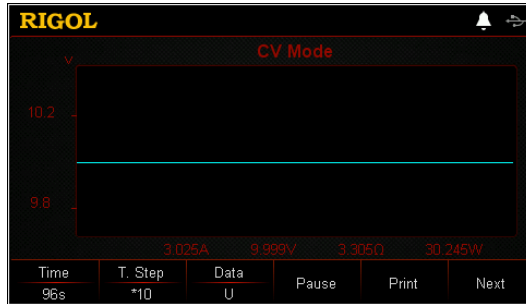 RIGOL
CV Mode
V
10.2
9.8
3.025A 9.999V 3.305Ω 30.245W
Time T. Step Data Pause Print Next
96s *10 U